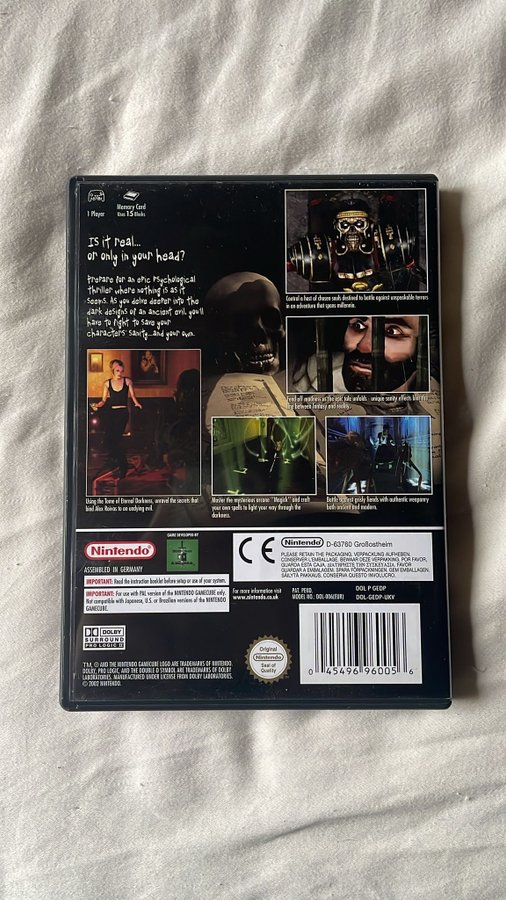 1 Player
Memory Card
Uses 15 Blocks
Is it real...
or only in your head?
Prepare for an epic psychological
thriller where nothing is as it
seems. As you delve deeper into the
dark designs of an ancient evil you'll
have to fight to save your
characters' sanity...and your own.
Control a host of chosen souls destined to battle against unspeakable terrors
in an adventure that spans millennia.
Fend off madness as the epic tale unfolds - unique sanity effects blur the
line between fantasy and reality.
Using the Tome of Eternal Darkness, unravel the secrets that
bind Alex Roivas to an undying evil.
Master the mysterious arcane "Magick" and craft
your own spells to light your way through the
darkness.
Battle against grisly fiends with authentic weaponry
both ancient and modern.
Nintendo
GAME DEVELOPED BY
ASSEMBLED IN GERMANY
CE
Nintendo D-63760 Großostheim
PLEASE RETAIN THE PACKAGING. VERPACKUNG AUFHEBEN.
CONSERVER L'EMBALLAGE. BEWAAR DEZE VERPAKKING. POR FAVOR,
GUARDA ESTA CAJA. ΔΙΑΤΗΡΗΣΤΕ ΤΗ ΣΥΣΚΕΥΑΣΙΑ. FAVOR
GUARDAR A EMBALAGEM. SPARA FÖRPACKNINGEN. GEM EMBALLAGEN.
SÄILYTÄ PAKKAUS. CONSERVA QUESTO INVOLUCRO.
IMPORTANT: Read the instruction booklet before setup or use of your system.
IMPORTANT: For use with PAL version of the NINTENDO GAMECUBE only.
Not compatible with Japanese, U.S. or Brazilian versions of the NINTENDO
GAMECUBE.
For more information visit
www.nintendo.co.uk.
PAT. PEND.
MODEL NO.: DOL-006(EUR)
DOL P GEDP
DOL-GEDP-UKV
DOLBY
SURROUND
PRO LOGIC II
Original
Nintendo
Seal of
Quality
TM, ® AND THE NINTENDO GAMECUBE LOGO ARE TRADEMARKS OF NINTENDO.
DOLBY, PRO LOGIC, AND THE DOUBLE-D SYMBOL ARE TRADEMARKS OF DOLBY
LABORATORIES. MANUFACTURED UNDER LICENSE FROM DOLBY LABORATORIES.
© 2002 NINTENDO.
0 45496 96005 6